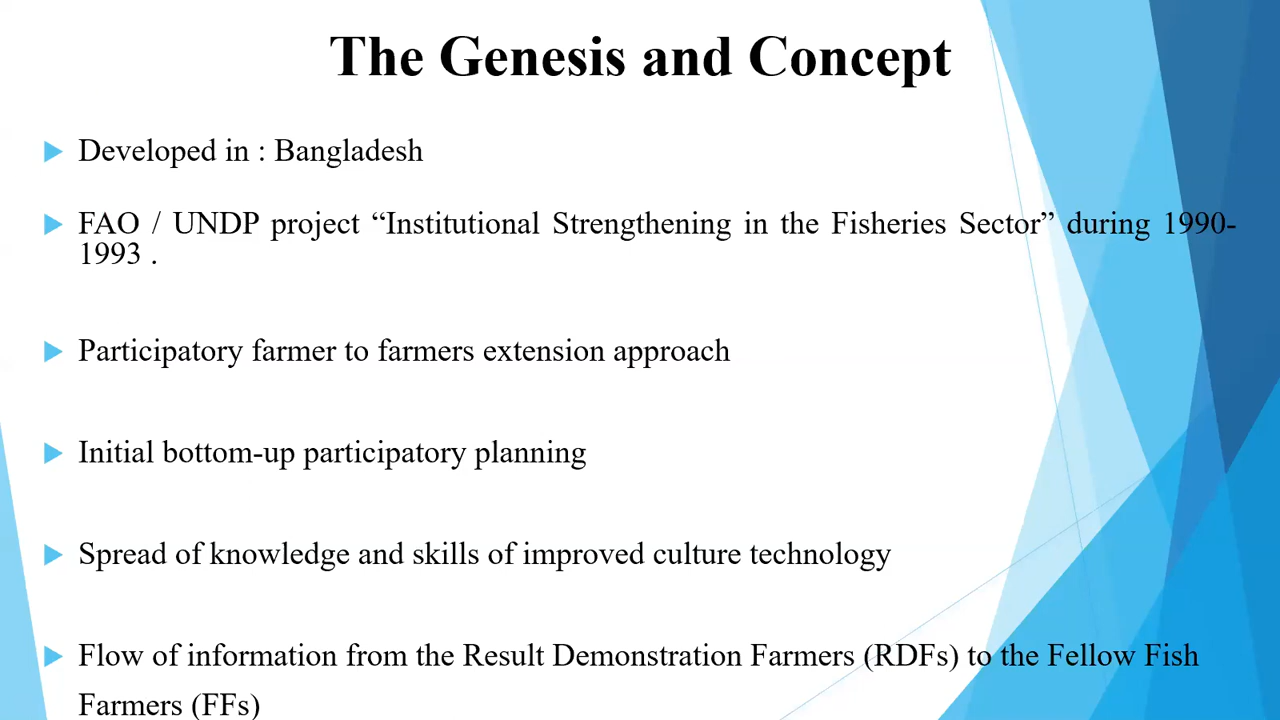 The Genesis and Concept
Developed in : Bangladesh
FAO / UNDP project “Institutional Strengthening in the Fisheries Sector” during 1990-
1993 .
Participatory farmer to farmers extension approach
Initial bottom-up participatory planning
Spread of knowledge and skills of improved culture technology
Flow of information from the Result Demonstration Farmers (RDFs) to the Fellow Fish
Farmers (FFs)